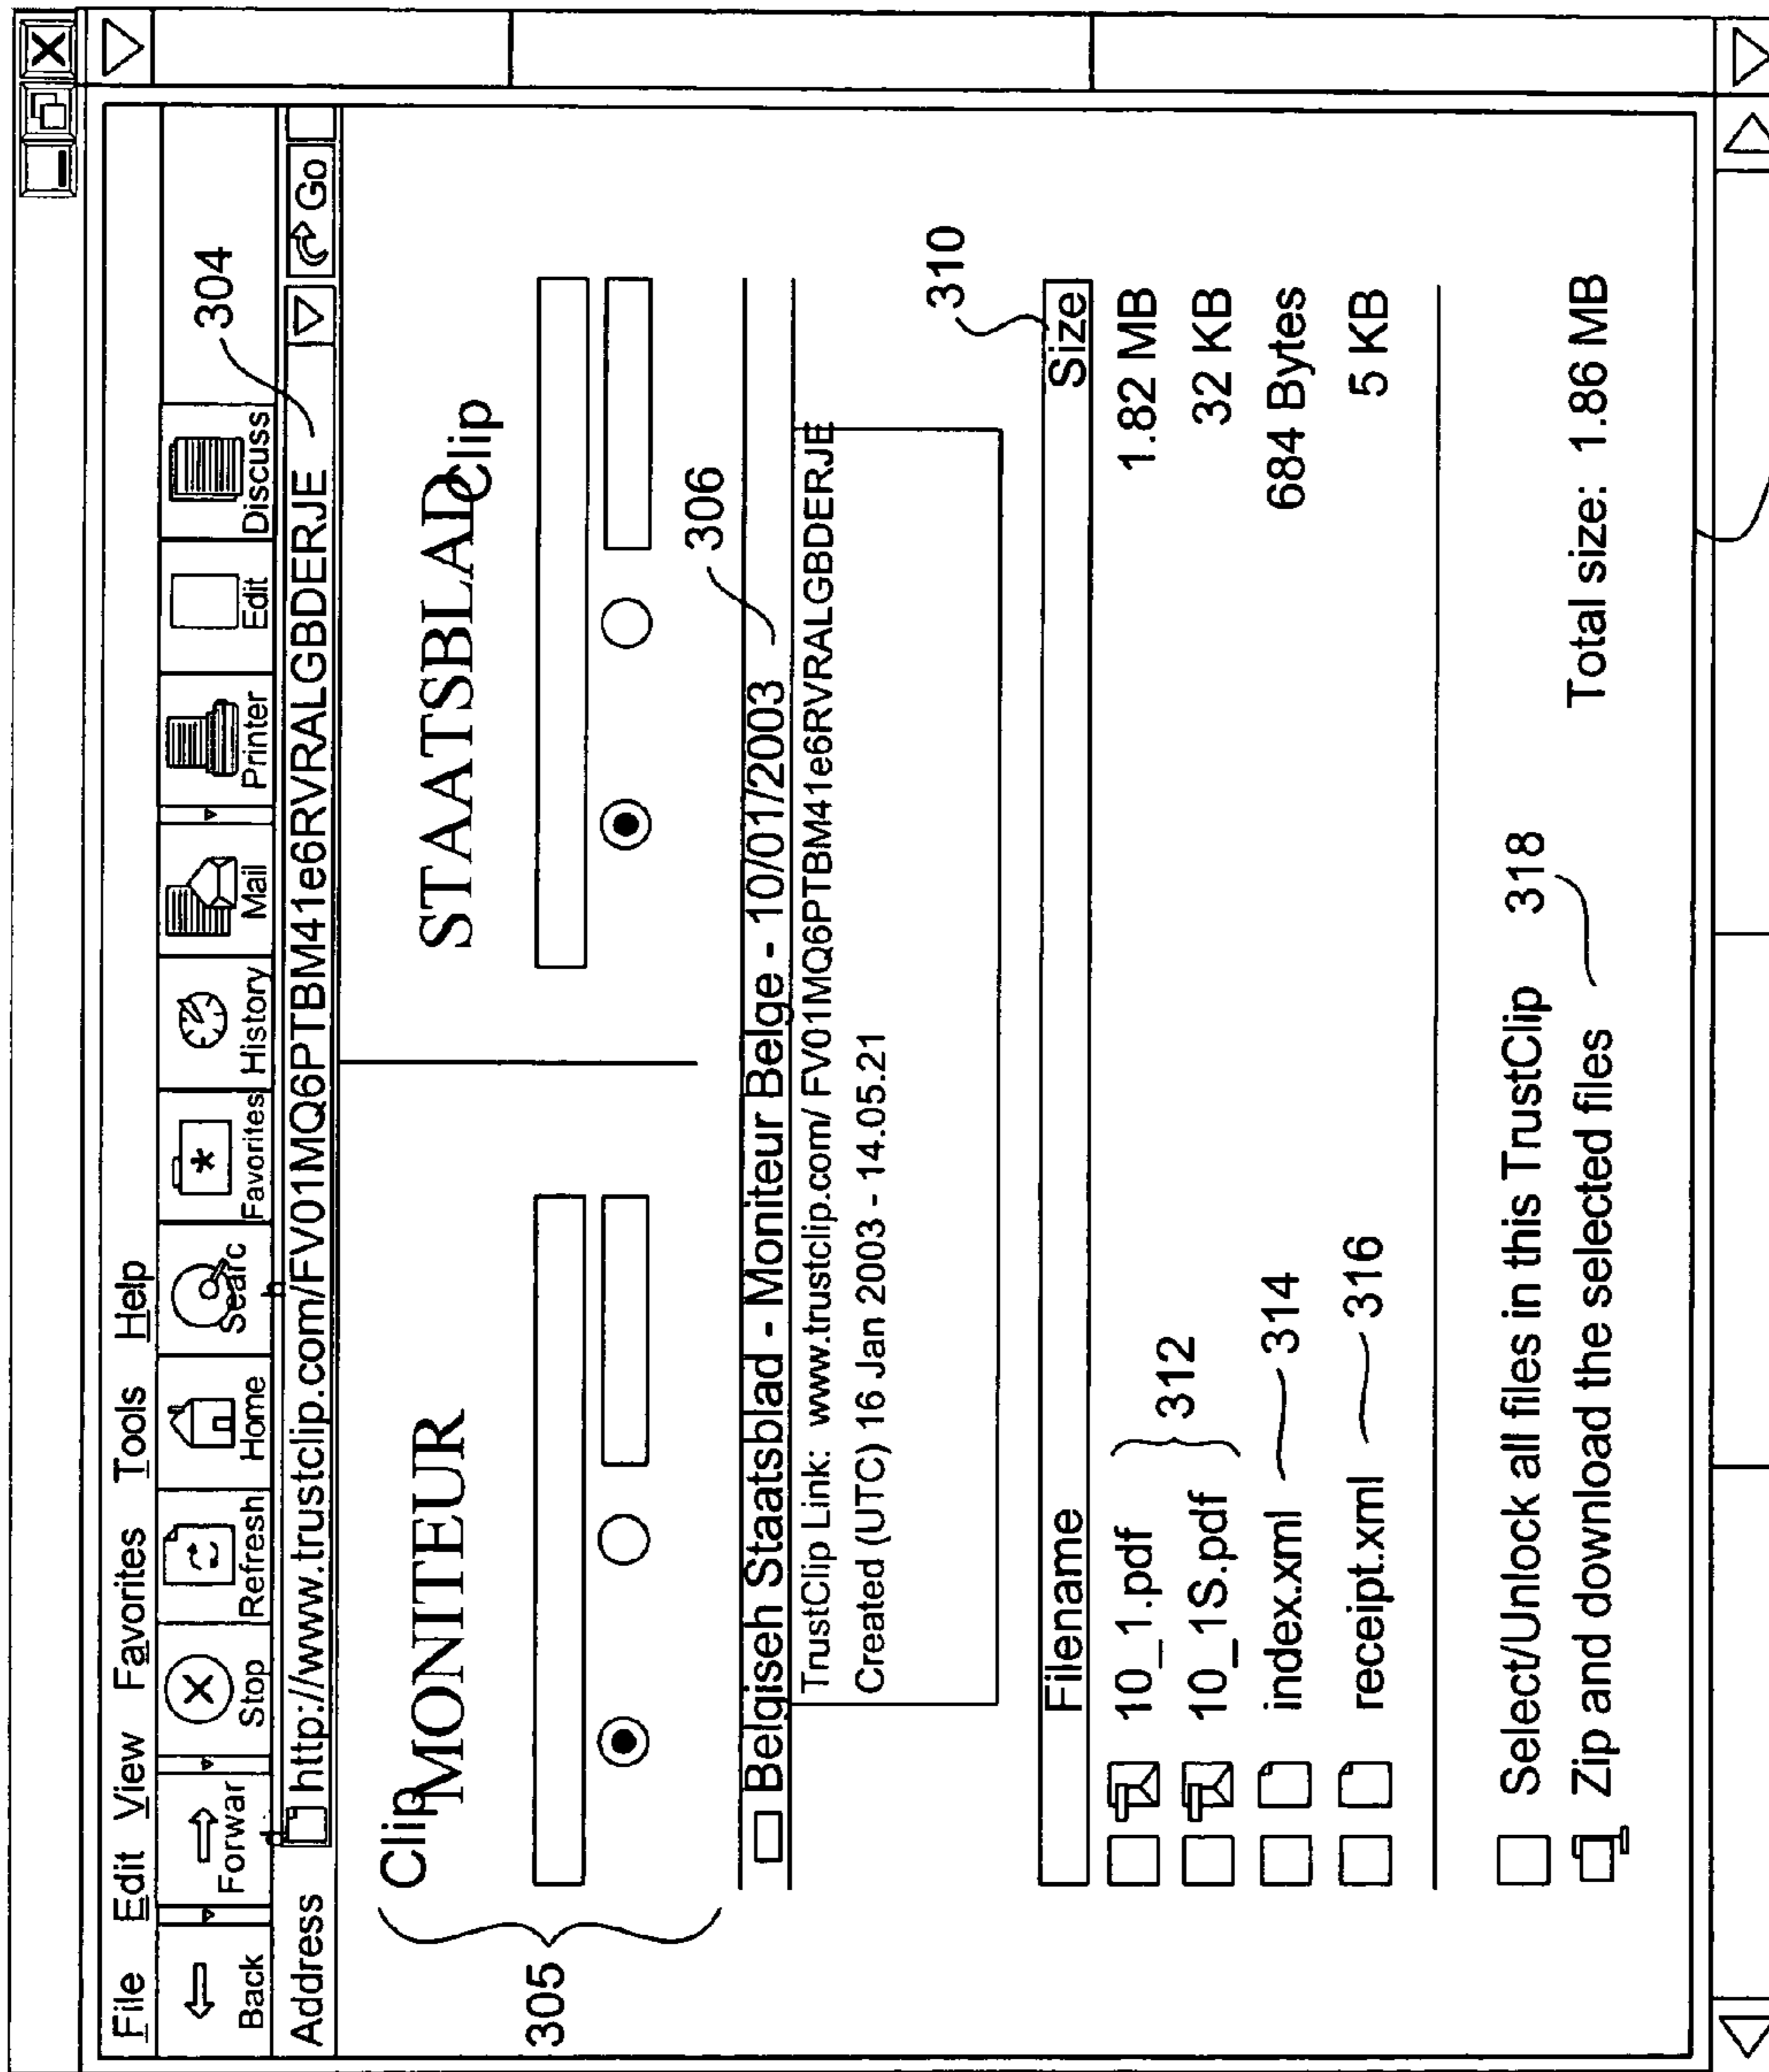 File Edit View Favorites Tools Help
Back Forwar d Stop Refresh Home Searc h Favorites History Mail Printer Edit Discuss
304
Address http://www.trustclip.com/FV01MQ6PTBM41e6RVRALGBDERJE Go
Clip MONITEUR
STAATSBLAD Clip
305
306
Belgiseh Staatsblad - Moniteur Belge - 10/01/2003
TrustClip Link: www.trustclip.com/ FV01MQ6PTBM41e6RVRALGBDERJE
Created (UTC) 16 Jan 2003 - 14.05.21
310
Filename Size
10_1.pdf 1.82 MB
312
10_1S.pdf 32 KB
index.xml 314 684 Bytes
receipt.xml 316 5 KB
Select/Unlock all files in this TrustClip
318
Zip and download the selected files Total size: 1.86 MB